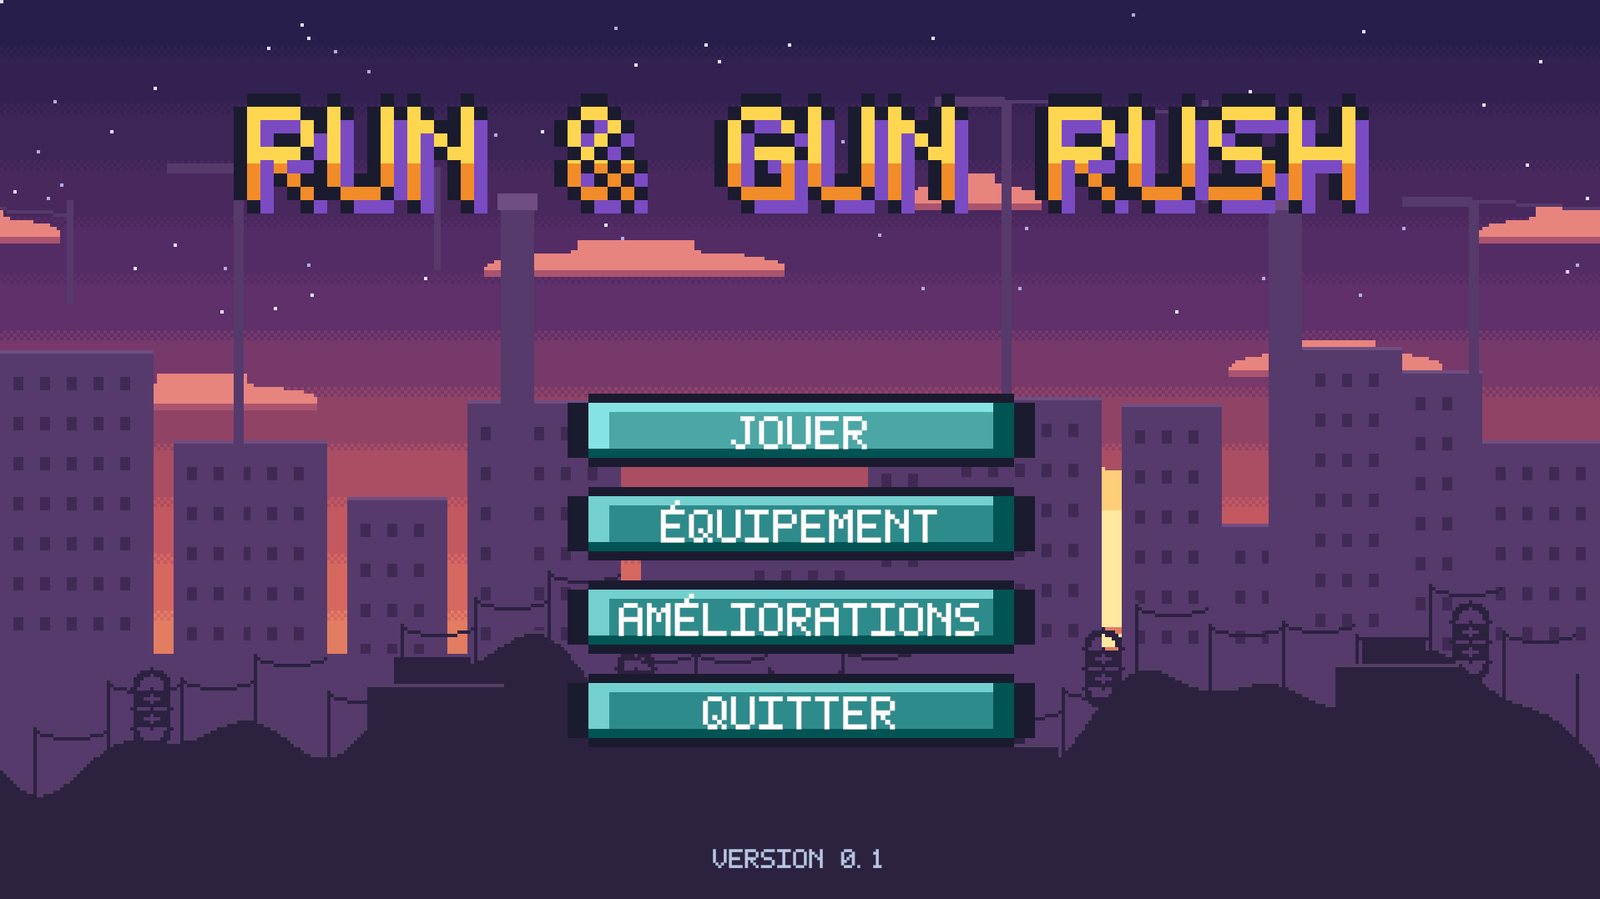 RUN & GUN RUSH
JOUER
ÉQUIPEMENT
AMÉLIORATIONS
QUITTER
VERSION 0.1